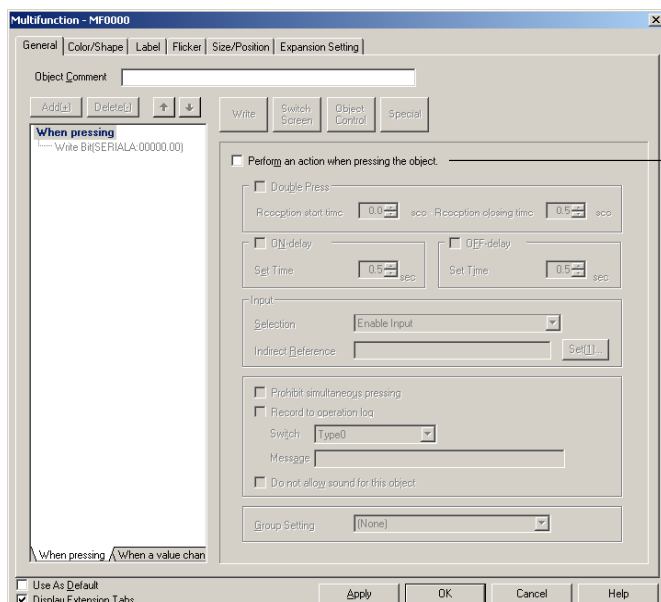 Multifunction - MF0000
General Color/Shape Label Flicker Size/Position Expansion Setting
Object Comment
Add[+] Delete[-]
Write Switch Screen Object Control Special
When pressing
Write Bit(SERIALA:00000.00)
Perform an action when pressing the object.
Double Press
Reception start time 0.0 sec - Reception closing time 0.5 sec
ON-delay OFF-delay
Set Time 0.5 sec Set Time 0.5 sec
Input
Selection Enable Input
Indirect Reference Set[1]...
Prohibit simultaneous pressing
Record to operation log
Switch Type0
Message
Do not allow sound for this object
Group Setting (None)
When pressing When a value chan
Use As Default
Display Extension Tabs
Apply OK Cancel Help